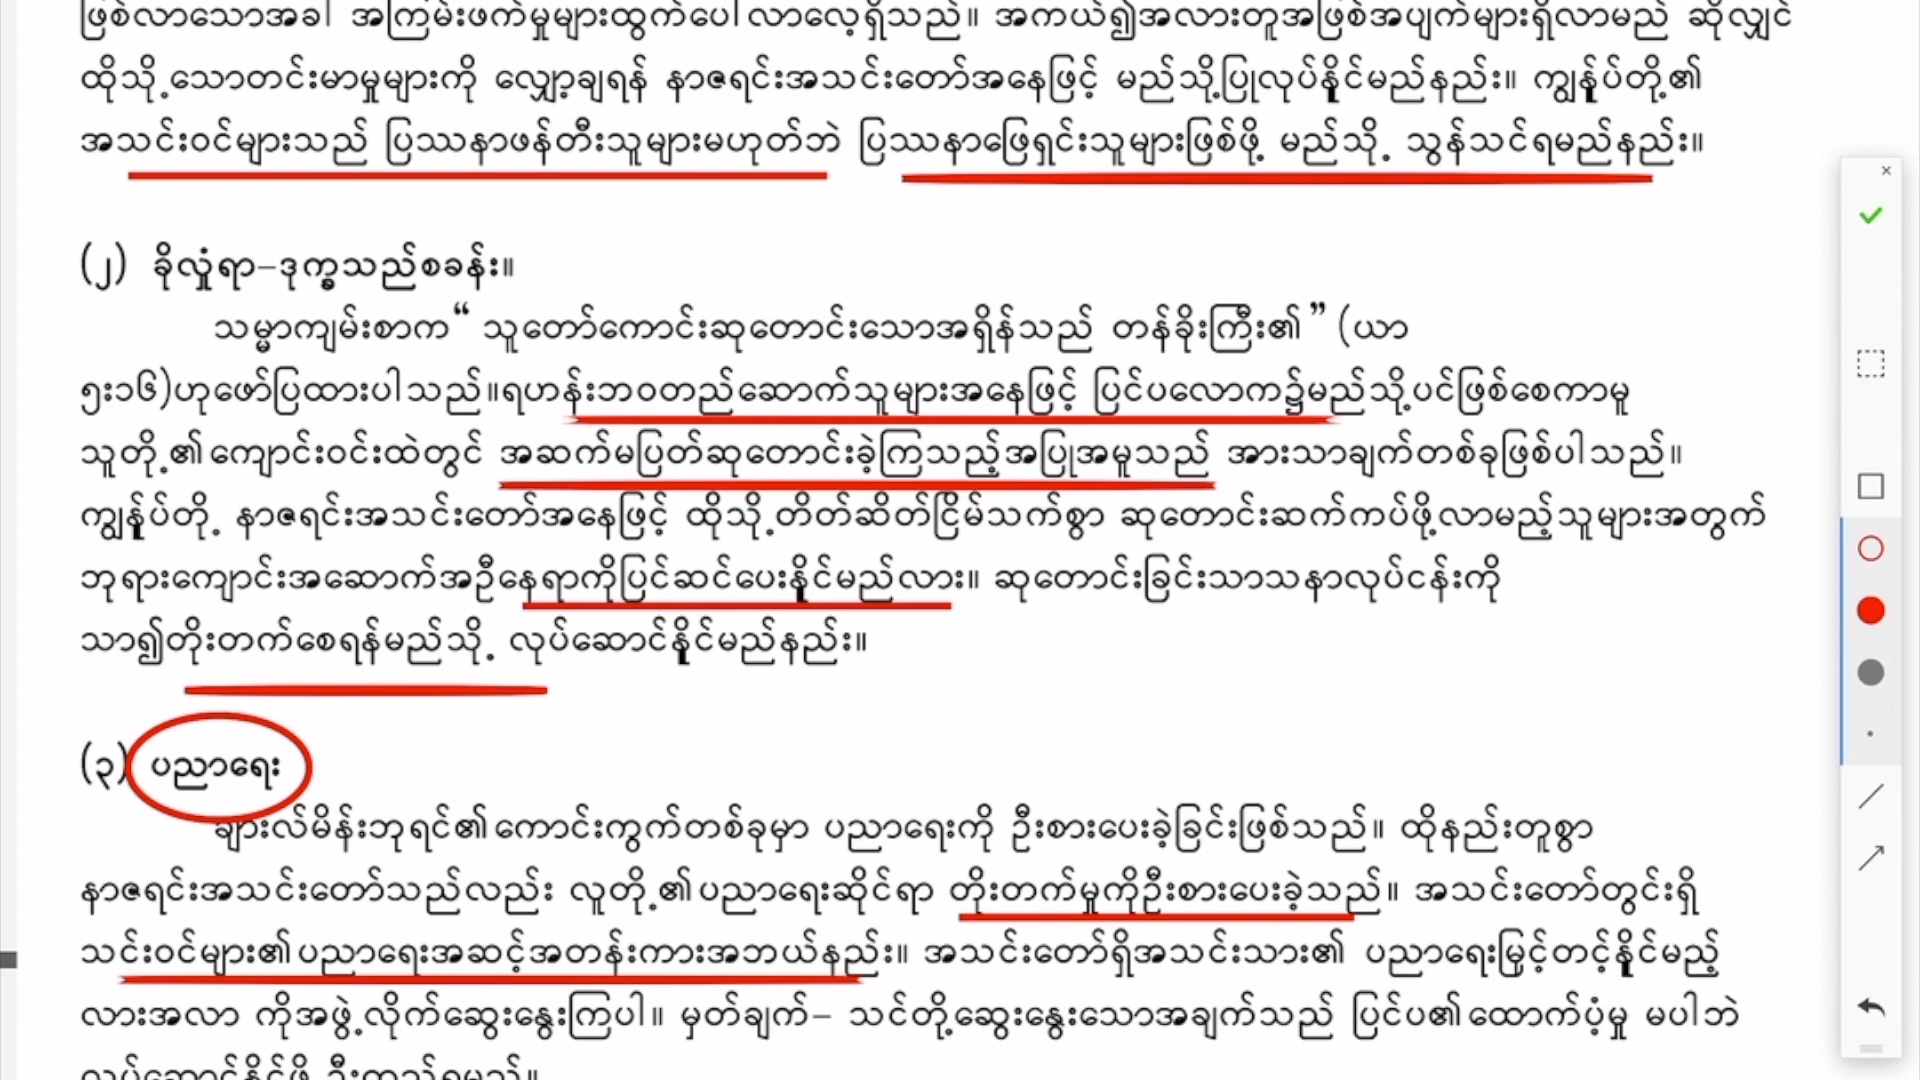 ဖြစ်လာသောအခါ အကြမ်းဖက်မှုများထွက်ပေါ်လာလေ့ရှိသည်။ အကယ်၍အလားတူအဖြစ်အပျက်များရှိလာမည် ဆိုလျှင်
ထိုသို့သောတင်းမာမှုများကို လျှော့ချရန် နာဇရင်းအသင်းတော်အနေဖြင့် မည်သို့ပြုလုပ်နိုင်မည်နည်း။ ကျွန်ုပ်တို့၏
အသင်းဝင်များသည် ပြဿနာဖန်တီးသူများမဟုတ်ဘဲ ပြဿနာဖြေရှင်းသူများဖြစ်ဖို့ မည်သို့ သွန်သင်ရမည်နည်း။
(၂) ခိုလှုံရာ–ဒုက္ခသည်စခန်း။
သမ္မာကျမ်းစာက“ သူတော်ကောင်းဆုတောင်းသောအရှိန်သည် တန်ခိုးကြီး၏” (ယာ
၅း၁၆)ဟုဖော်ပြထားပါသည်။ရဟန်းဘဝတည်ဆောက်သူများအနေဖြင့် ပြင်ပလောက၌မည်သို့ပင်ဖြစ်စေကာမူ
သူတို့၏ကျောင်းဝင်းထဲတွင် အဆက်မပြတ်ဆုတောင်းခဲ့ကြသည့်အပြုအမူသည် အားသာချက်တစ်ခုဖြစ်ပါသည်။
ကျွန်ုပ်တို့ နာဇရင်းအသင်းတော်အနေဖြင့် ထိုသို့တိတ်ဆိတ်ငြိမ်သက်စွာ ဆုတောင်းဆက်ကပ်ဖို့လာမည့်သူများအတွက်
ဘုရားကျောင်းအဆောက်အဦနေရာကိုပြင်ဆင်ပေးနိုင်မည်လား။ ဆုတောင်းခြင်းသာသနာလုပ်ငန်းကို
သာ၍တိုးတက်စေရန်မည်သို့ လုပ်ဆောင်နိုင်မည်နည်း။
(၃) ပညာရေး
ချားလ်မိန်းဘုရင်၏ကောင်းကွက်တစ်ခုမှာ ပညာရေးကို ဦးစားပေးခဲ့ခြင်းဖြစ်သည်။ ထိုနည်းတူစွာ
နာဇရင်းအသင်းတော်သည်လည်း လူတို့၏ပညာရေးဆိုင်ရာ တိုးတက်မှုကိုဦးစားပေးခဲ့သည်။ အသင်းတော်တွင်းရှိ
သင်းဝင်များ၏ပညာရေးအဆင့်အတန်းကားအဘယ်နည်း။ အသင်းတော်ရှိအသင်းသား၏ ပညာရေးမြှင့်တင့်နိုင်မည့်
လားအလာ ကိုအဖွဲ့လိုက်ဆွေးနွေးကြပါ။ မှတ်ချက်– သင်တို့ဆွေးနွေးသောအချက်သည် ပြင်ပ၏ထောက်ပံ့မှု မပါဘဲ
လုပ်ဆောင်နိုင်ဖို့ ဦးတည်ရမည်။